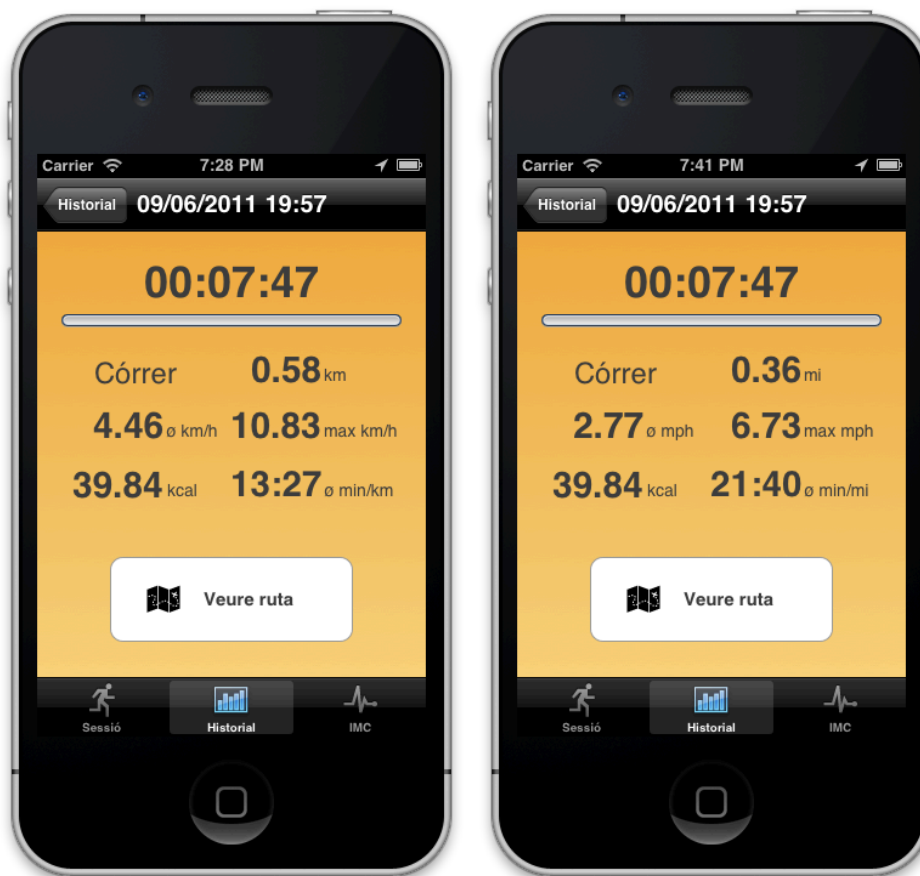 Carrier 7:28 PM
Historial 09/06/2011 19:57
00:07:47
Córrer 0.58 km
4.46 ø km/h 10.83 max km/h
39.84 kcal 13:27 ø min/km
Veure ruta
Sessió Historial IMC
Carrier 7:41 PM
Historial 09/06/2011 19:57
00:07:47
Córrer 0.36 mi
2.77 ø mph 6.73 max mph
39.84 kcal 21:40 ø min/mi
Veure ruta
Sessió Historial IMC